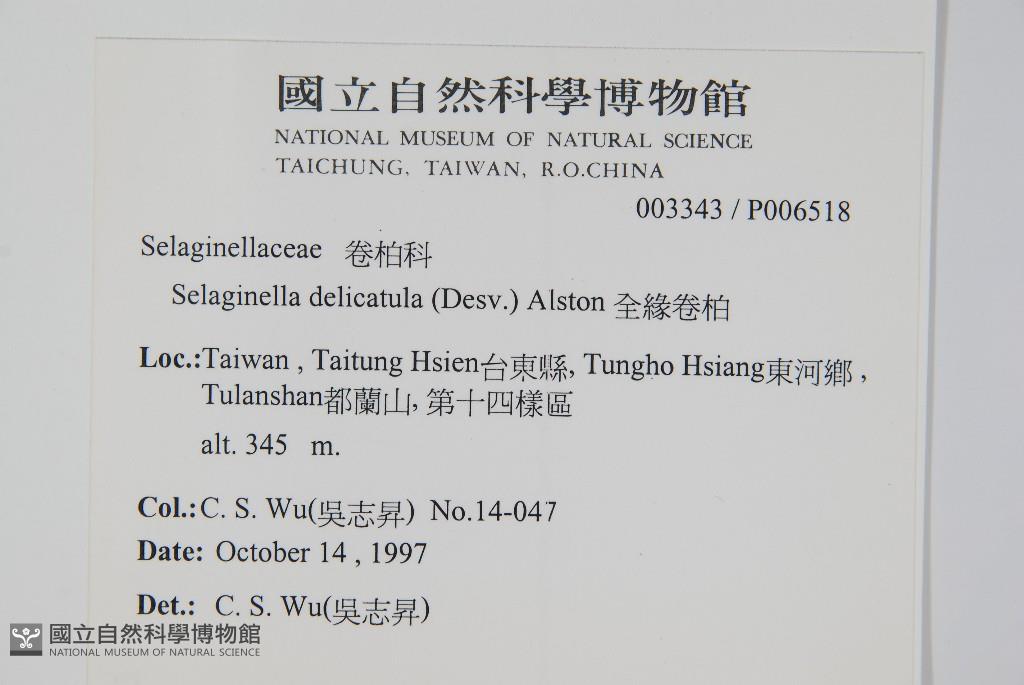 國立自然科學博物館
NATIONAL MUSEUM OF NATURAL SCIENCE
TAICHUNG, TAIWAN, R.O.CHINA
003343 / P006518
Selaginellaceae 卷柏科
Selaginella delicatula (Desv.) Alston 全緣卷柏
Loc.:Taiwan , Taitung Hsien台東縣, Tungho Hsiang東河鄉 ,
Tulanshan都蘭山, 第十四樣區
alt. 345 m.
Col.:C. S. Wu(吳志昇) No.14-047
Date: October 14 , 1997
Det.: C. S. Wu(吳志昇)
國立自然科學博物館
NATIONAL MUSEUM OF NATURAL SCIENCE